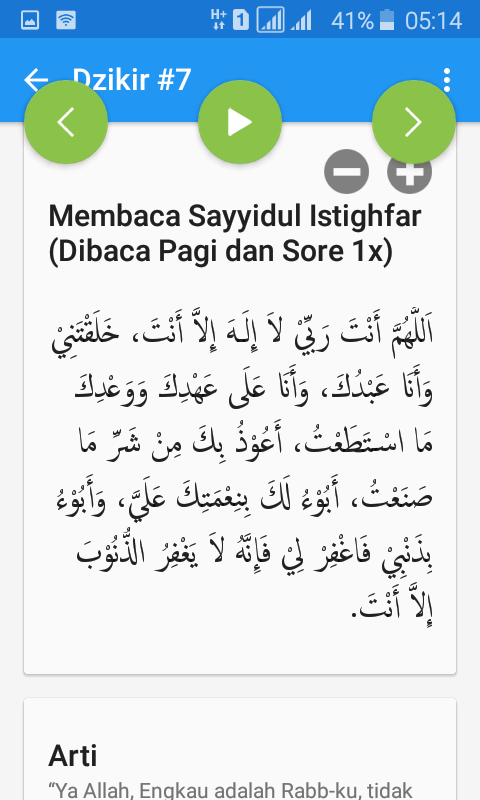 H+ 1 41% 05:14
Dzikir #7
Membaca Sayyidul Istighfar
(Dibaca Pagi dan Sore 1x)
اَللَّهُمَّ أَنْتَ رَبِّيْ لاَ إِلَـهَ إِلاَّ أَنْتَ، خَلَقْتَنِيْ
وَأَنَا عَبْدُكَ، وَأَنَا عَلَى عَهْدِكَ وَوَعْدِكَ
مَا اسْتَطَعْتُ، أَعُوْذُ بِكَ مِنْ شَرِّ مَا
صَنَعْتُ، أَبُوْءُ لَكَ بِنِعْمَتِكَ عَلَيَّ، وَأَبُوْءُ
بِذَنْبِيْ فَاغْفِرْ لِيْ فَإِنَّهُ لاَ يَغْفِرُ الذُّنُوْبَ
إِلاَّ أَنْتَ.
Arti
“Ya Allah, Engkau adalah Rabb-ku, tidak